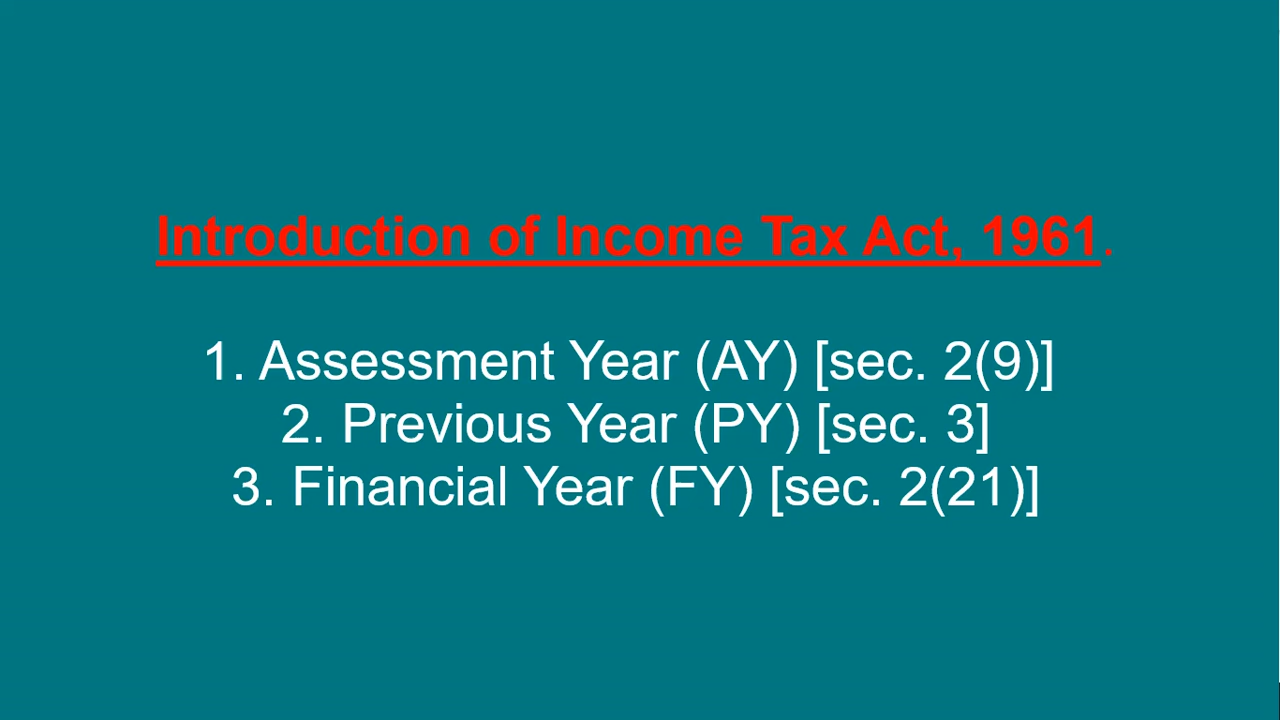 Introduction of Income Tax Act, 1961.
1. Assessment Year (AY) [sec. 2(9)]
2. Previous Year (PY) [sec. 3]
3. Financial Year (FY) [sec. 2(21)]